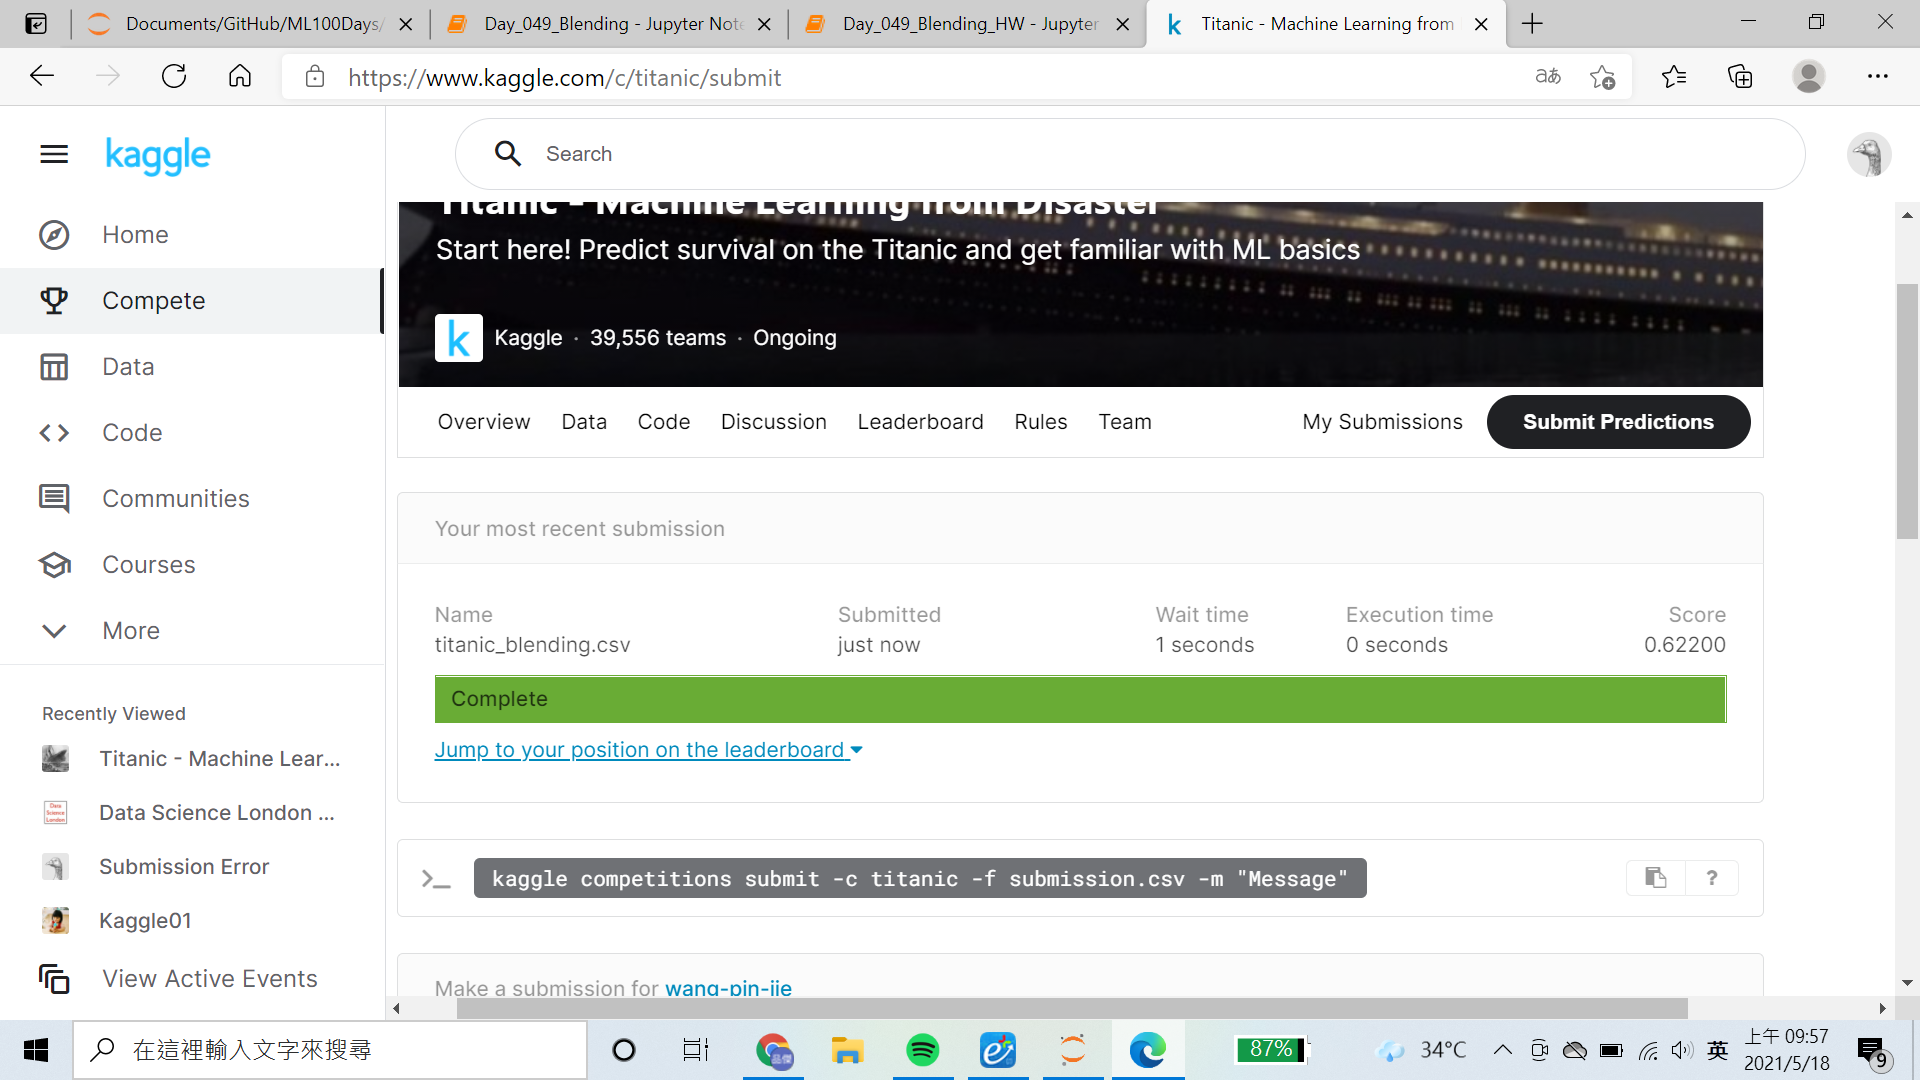 Documents/GitHub/ML100Days/
Day_049_Blending - Jupyter Note
Day_049_Blending_HW - Jupyter
Titanic - Machine Learning from
https://www.kaggle.com/c/titanic/submit
aあ
kaggle
Search
Home
Compete
Data
Code
Communities
Courses
More
Recently Viewed
Titanic - Machine Lear...
Data Science London ...
Submission Error
Kaggle01
View Active Events
Titanic - Machine Learning from Disaster
Start here! Predict survival on the Titanic and get familiar with ML basics
k
Kaggle · 39,556 teams · Ongoing
Overview
Data
Code
Discussion
Leaderboard
Rules
Team
My Submissions
Submit Predictions
Your most recent submission
Name Submitted Wait time Execution time Score
titanic_blending.csv just now 1 seconds 0 seconds 0.62200
Complete
Jump to your position on the leaderboard
>_ kaggle competitions submit -c titanic -f submission.csv -m "Message"
?
Make a submission for wang-pin-jie
在這裡輸入文字來搜尋
87%
34°C
英
上午 09:57
2021/5/18
9